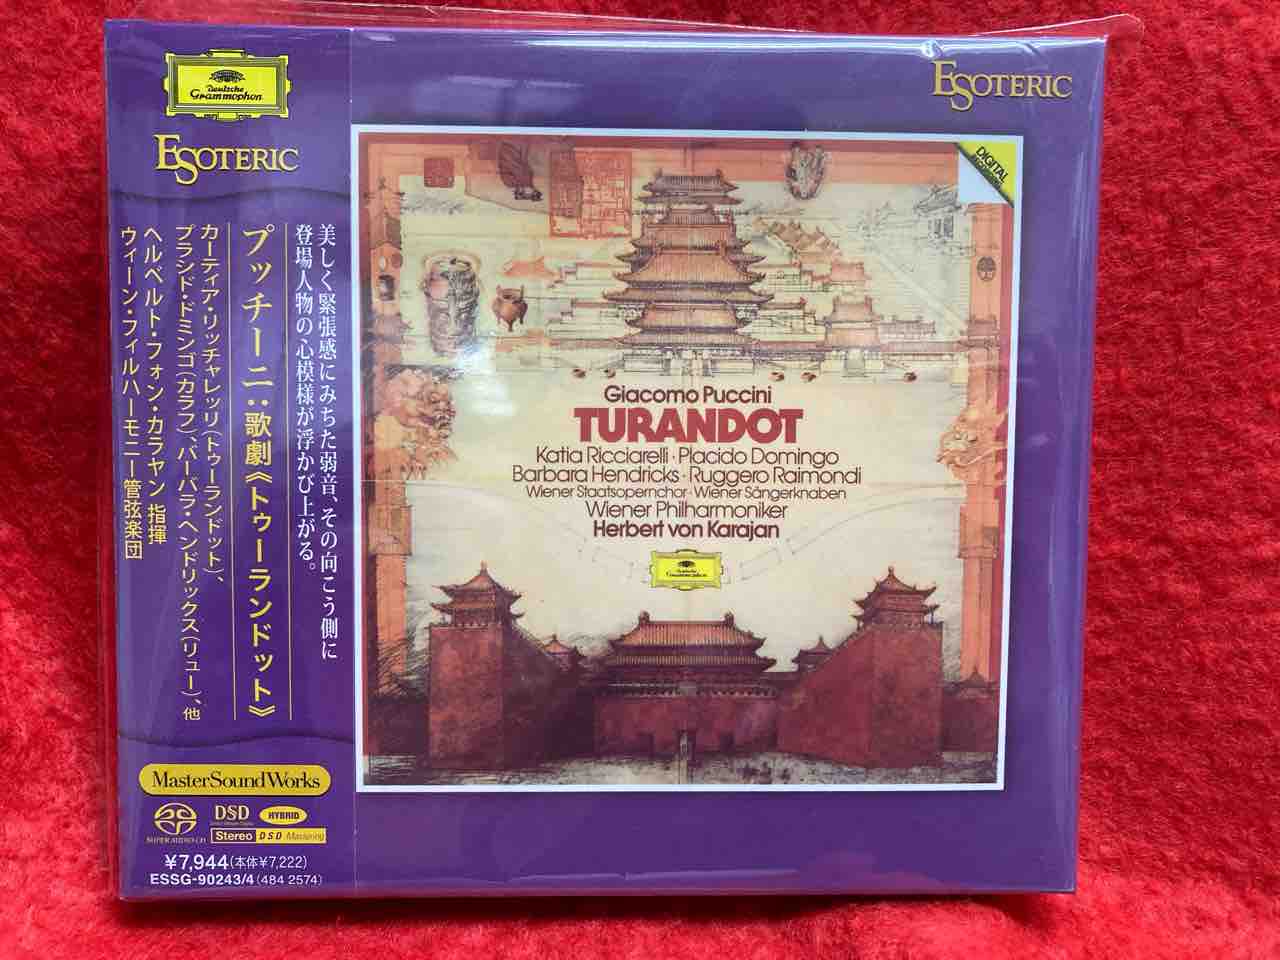 Deutsche
Grammophon
ESOTERIC
美しく緊張感にみちた弱音、その向こう側に
登場人物の心模様が浮かび上がる。
プッチーニ:歌劇《トゥーランドット》
カーティア・リッチャレッリ(トゥーランドット)、
プランド・ドミンゴ(カラフ)、バーバラ・ヘンドリックス(リュー)、他
ヘルベルト・フォン・カラヤン 指揮
ウィーン・フィルハーモニー管弦楽団
MasterSoundWorks
SUPER AUDIO CD
DSD
Direct Stream Digital
HYBRID
Stereo
DSD Mastering
¥7,944(本体¥7,222)
ESSG-90243/4(484 2574)
ESOTERIC
DIGITAL
Giacomo Puccini
TURANDOT
Katia Ricciarelli · Placido Domingo
Barbara Hendricks · Ruggero Raimondi
Wiener Staatsopernchor · Wiener Sängerknaben
Wiener Philharmoniker
Herbert von Karajan
Deutsche
Grammophon